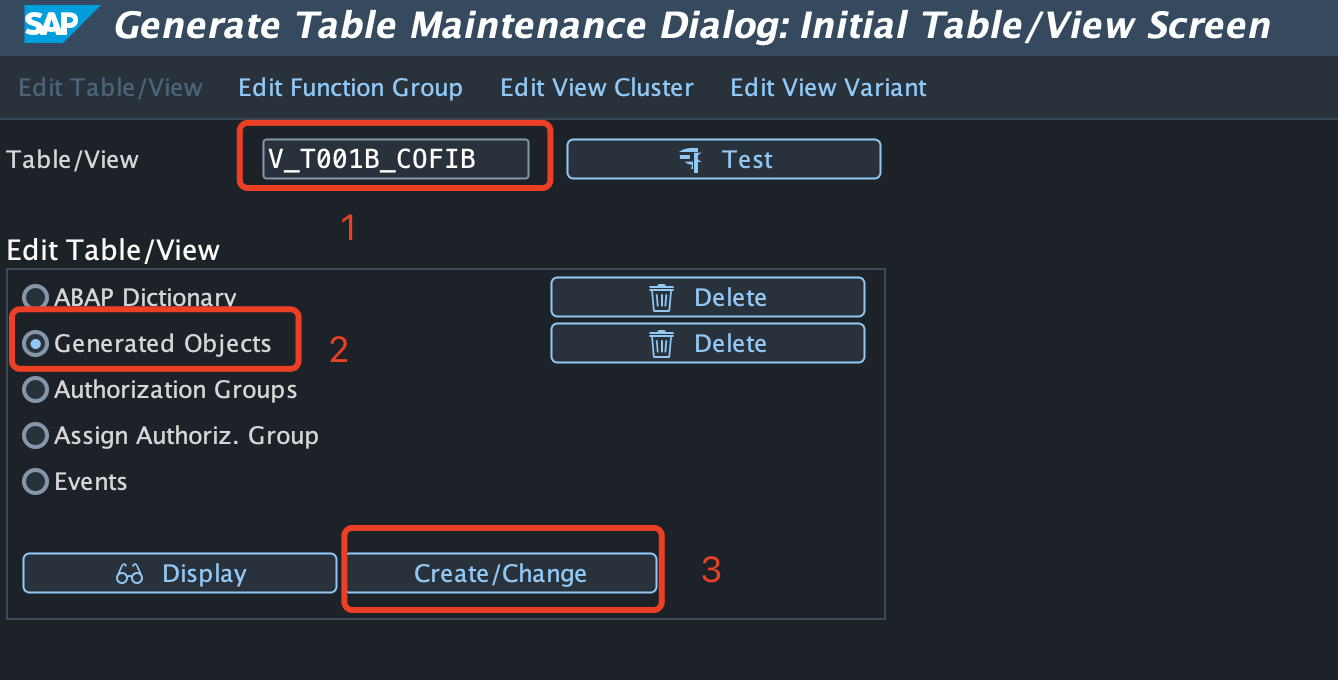 SAP Generate Table Maintenance Dialog: Initial Table/View Screen
Edit Table/View Edit Function Group Edit View Cluster Edit View Variant
Table/View V_T001B_COFIB Test
1
Edit Table/View
ABAP Dictionary Delete
Generated Objects 2 Delete
Authorization Groups
Assign Authoriz. Group
Events
Display Create/Change 3